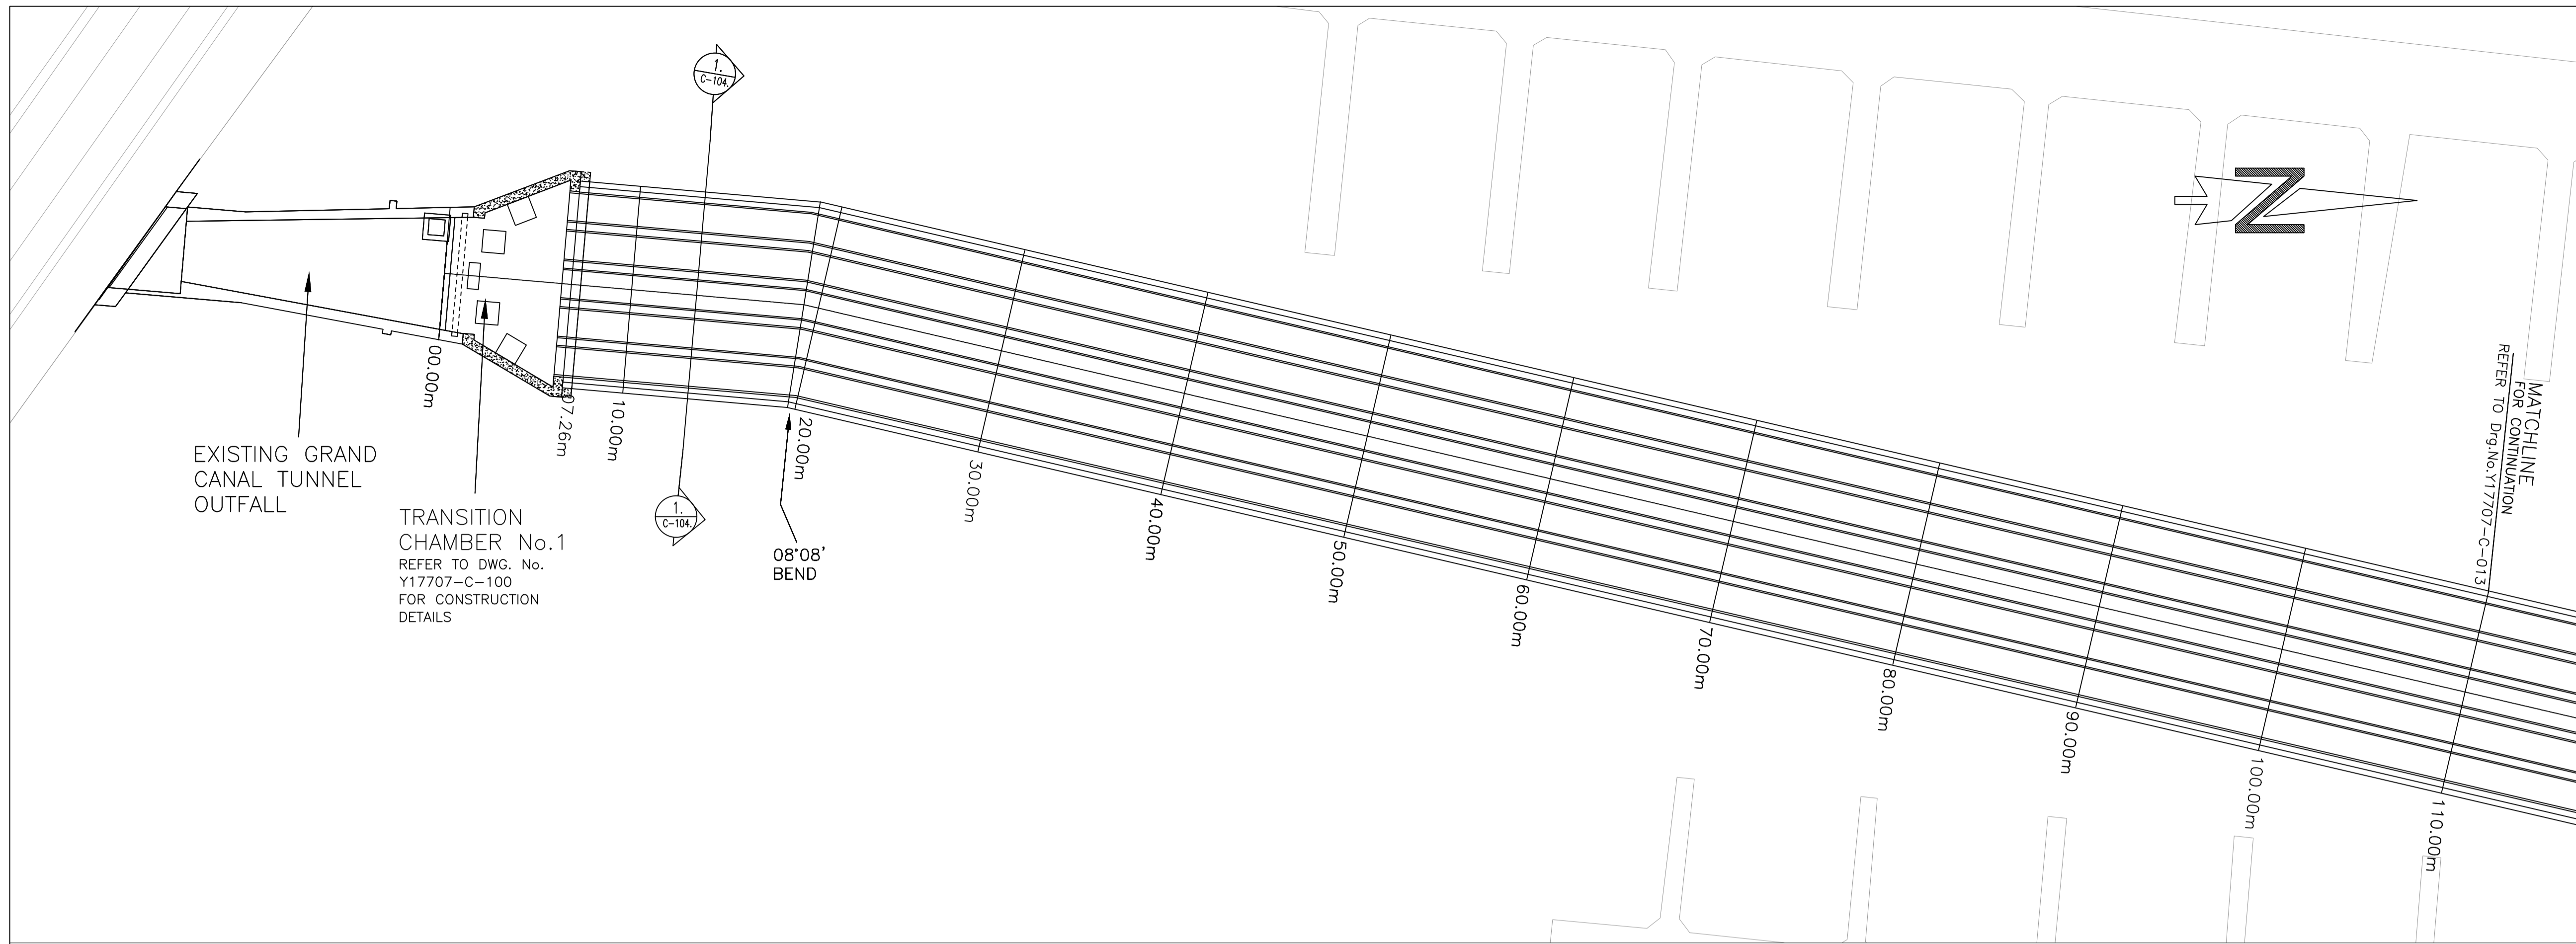 1.
C-104.
EXISTING GRAND
CANAL TUNNEL
OUTFALL
TRANSITION
CHAMBER No.1
REFER TO DWG. No.
Y17707-C-100
FOR CONSTRUCTION
DETAILS
00.00m
07.26m
10.00m
1.
C-104.
20.00m
08°08'
BEND
30.00m
40.00m
50.00m
60.00m
70.00m
80.00m
90.00m
100.00m
110.00m
N
MATCHLINE
FOR CONTINUATION
REFER TO Drg.No.Y17707-C-013